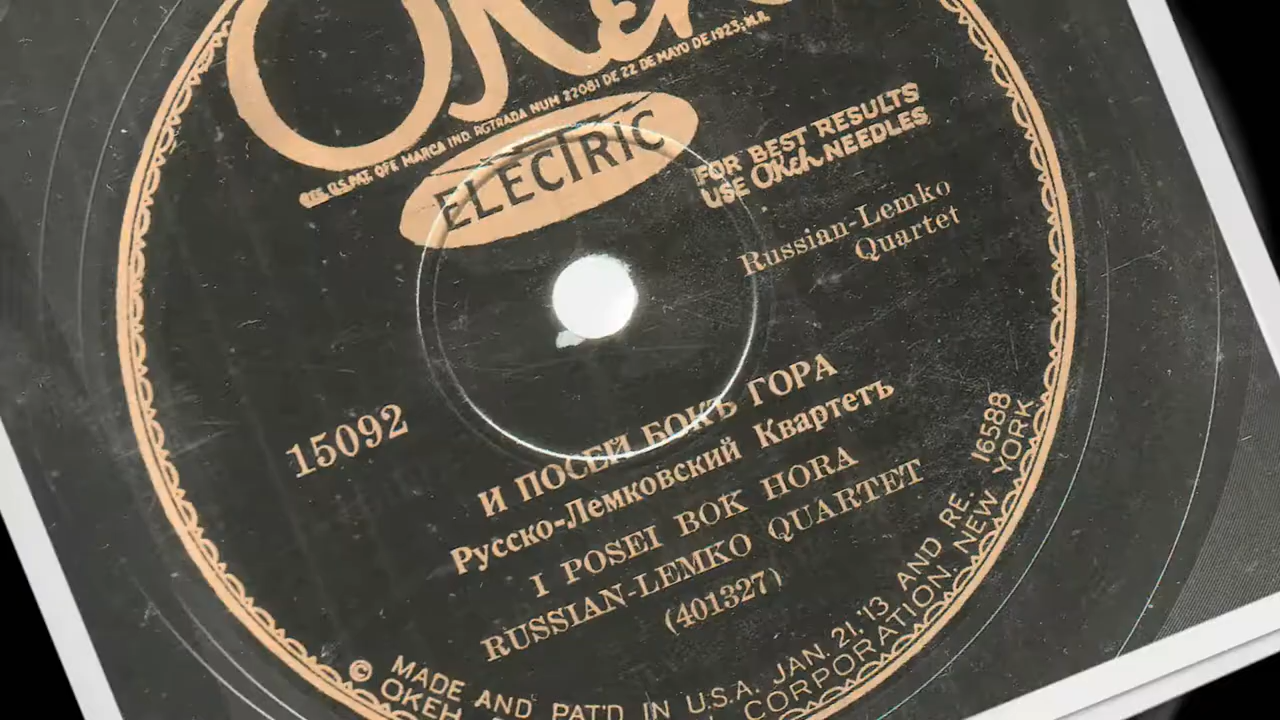 OKeh
REG. U.S. PAT. OFF. MARCA IND. RGTRADA NUM 22081 DE 22 DE MAYO DE 1923; M.R.
ELECTRIC
FOR BEST RESULTS
USE OKeh NEEDLES
Russian-Lemko
Quartet
15092
И ПОСЕЙ БОКЪ ГОРА
Русско-Лемковский Квартетъ
I POSEI BOK HORA
RUSSIAN-LEMKO QUARTET
(401327)
© MADE AND PAT'D IN U.S.A. JAN. 21, '13 AND RE. 16588
OKEH CORPORATION, NEW YORK